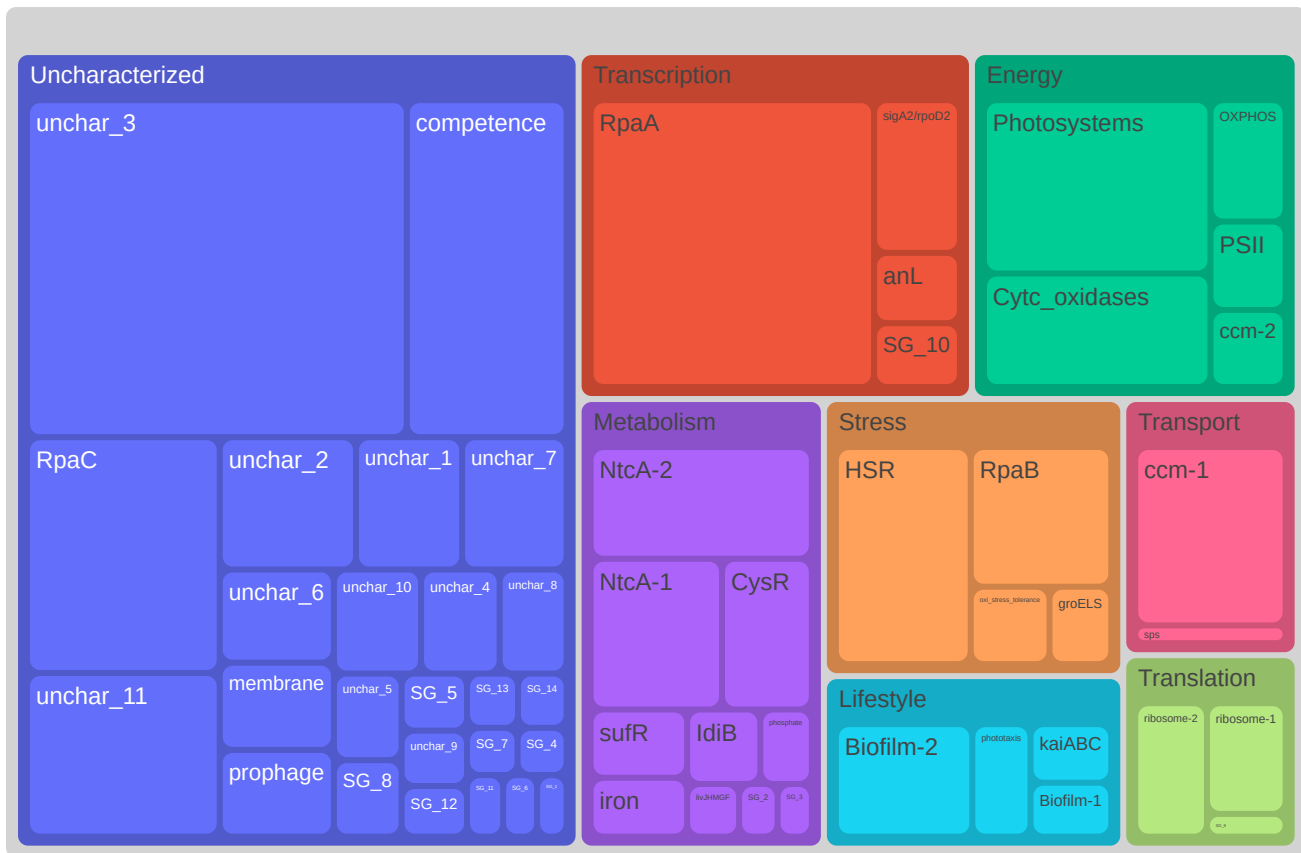 Uncharacterized
unchar_3
competence
RpaC
unchar_2
unchar_1
unchar_7
unchar_6
unchar_10
unchar_4
unchar_8
unchar_11
membrane
prophage
unchar_5
SG_8
SG_5
unchar_9
SG_12
SG_13
SG_14
SG_7
SG_4
SG_11
SG_6
Transcription
RpaA
sigA2/rpoD2
anL
SG_10
Energy
Photosystems
Cytc_oxidases
OXPHOS
PSII
ccm-2
Metabolism
NtcA-2
NtcA-1
CysR
sufR
IdiB
phosphate
iron
livJHMGF
SG_2
SG_3
Stress
HSR
RpaB
oxi_stress_tolerance
groELS
Lifestyle
Biofilm-2
phototaxis
kaiABC
Biofilm-1
Transport
ccm-1
sps
Translation
ribosome-2
ribosome-1